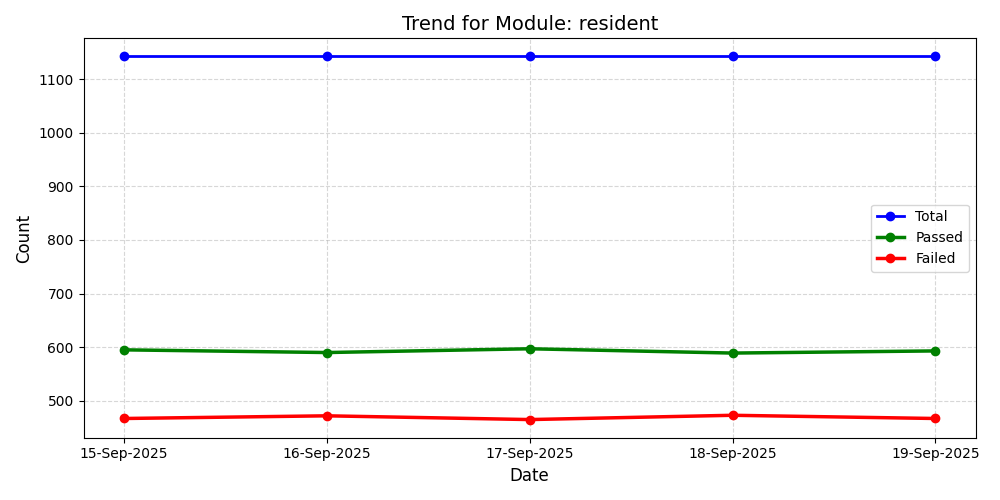 Trend for Module: resident
Count
1100
1000
900
800
700
600
500
Total
Passed
Failed
15-Sep-2025
16-Sep-2025
17-Sep-2025
18-Sep-2025
19-Sep-2025
Date